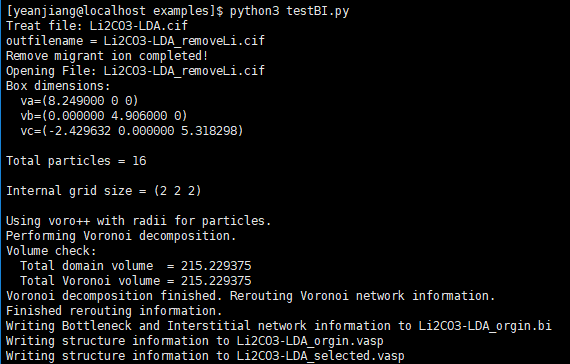 [yeanjiang@localhost examples]$ python3 testBI.py
Treat file: Li2CO3-LDA.cif
outfilename = Li2CO3-LDA_removeLi.cif
Remove migrant ion completed!
Opening File: Li2CO3-LDA_removeLi.cif
Box dimensions:
  va=(8.249000 0 0)
  vb=(0.000000 4.906000 0)
  vc=(-2.429632 0.000000 5.318298)

Total particles = 16

Internal grid size = (2 2 2)

Using voro++ with radii for particles.
Performing Voronoi decomposition.
Volume check:
  Total domain volume  = 215.229375
  Total Voronoi volume = 215.229375
Voronoi decomposition finished. Rerouting Voronoi network information.
Finished rerouting information.
Writing Bottleneck and Interstitial network information to Li2CO3-LDA_orgin.bi
Writing structure information to Li2CO3-LDA_orgin.vasp
Writing structure information to Li2CO3-LDA_selected.vasp